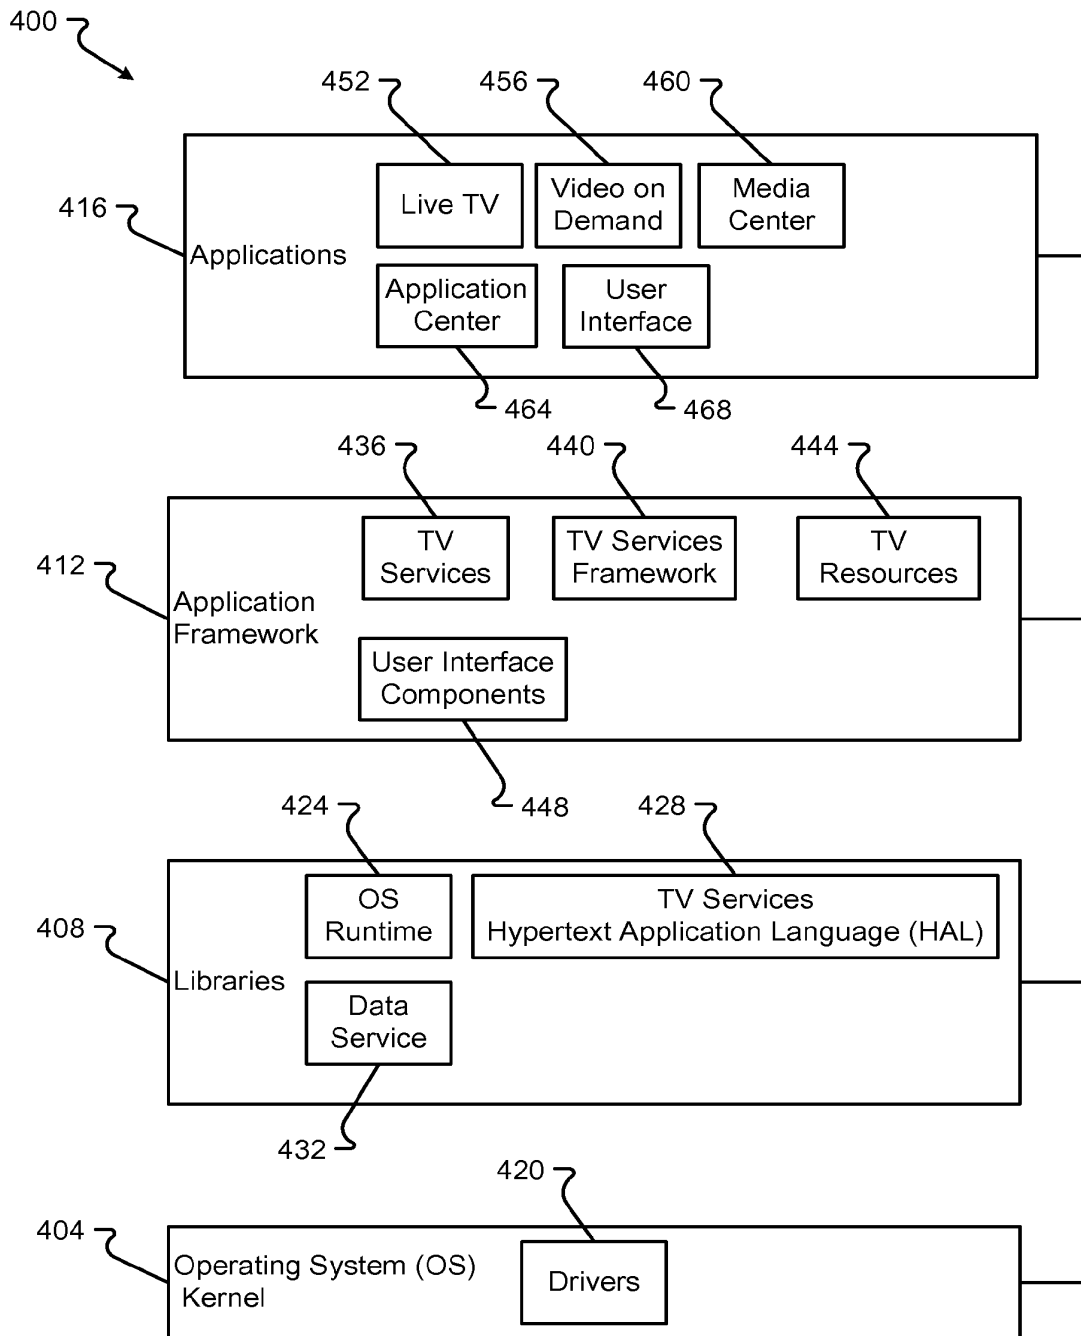 400
452
456
460
416
Applications
Live TV
Video on
Demand
Media
Center
Application
Center
User
Interface
464
468
436
440
444
412
Application
Framework
TV
Services
TV Services
Framework
TV
Resources
User Interface
Components
448
424
428
408
Libraries
OS
Runtime
TV Services
Hypertext Application Language (HAL)
Data
Service
432
420
404
Operating System (OS)
Kernel
Drivers